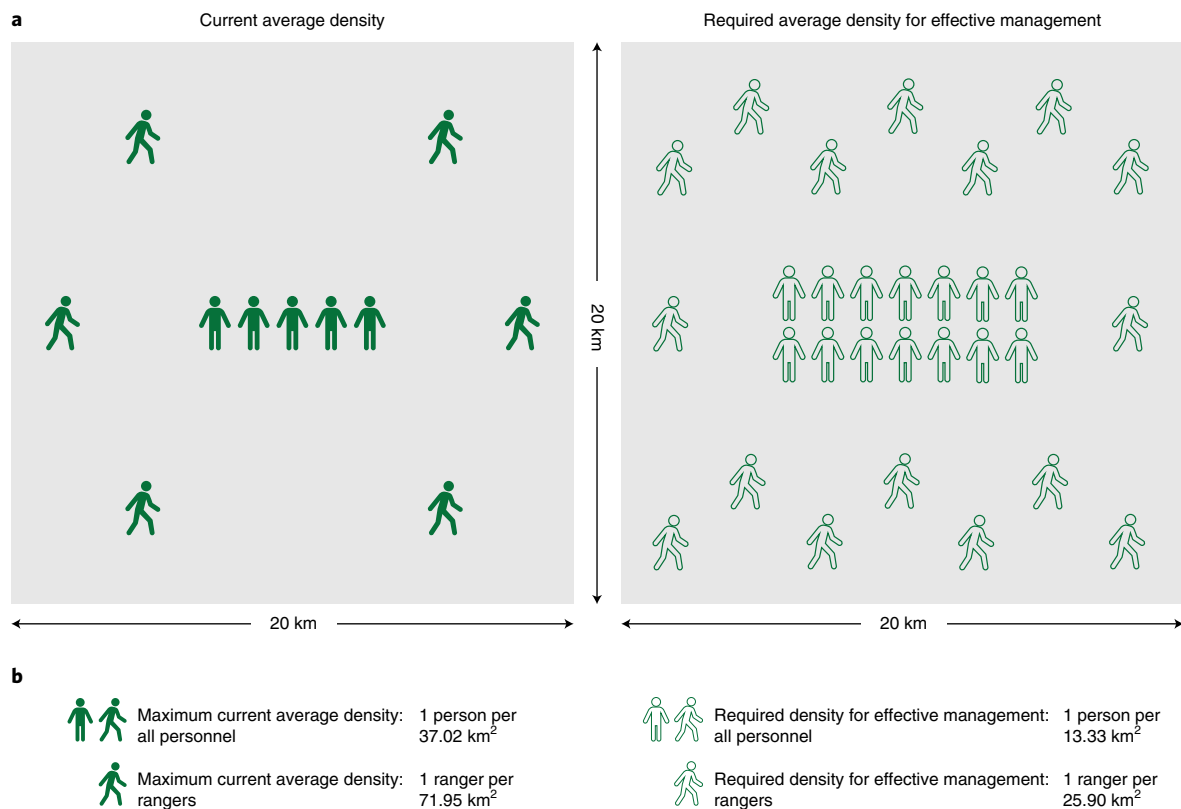 a
Current average density
Required average density for effective management
20 km
20 km
20 km
b
Maximum current average density:
all personnel
1 person per
37.02 km²
Maximum current average density:
rangers
1 ranger per
71.95 km²
Required density for effective management:
all personnel
1 person per
13.33 km²
Required density for effective management:
rangers
1 ranger per
25.90 km²